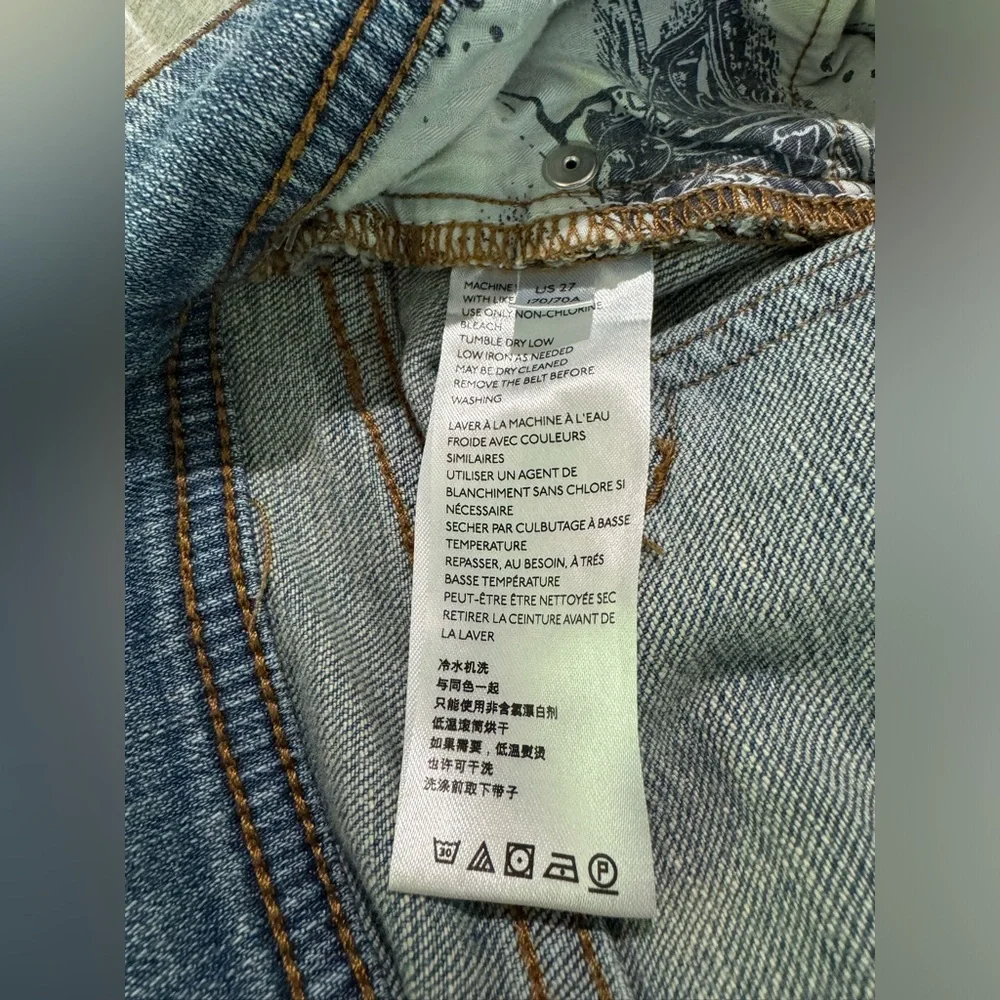 MACHINE
US 27
WITH LIKE
170/70A
USE ONLY NON-CHLORINE
BLEACH
TUMBLE DRY LOW
LOW IRON AS NEEDED
MAY BE DRY CLEANED
REMOVE THE BELT BEFORE
WASHING
LAVER À LA MACHINE À L'EAU
FROIDE AVEC COULEURS
SIMILAIRES
UTILISER UN AGENT DE
BLANCHIMENT SANS CHLORE SI
NÉCESSAIRE
SECHER PAR CULBUTAGE À BASSE
TEMPERATURE
REPASSER, AU BESOIN, À TRÉS
BASSE TEMPÉRATURE
PEUT-ÊTRE ÊTRE NETTOYÉE SEC
RETIRER LA CEINTURE AVANT DE
LA LAVER
冷水机洗
与同色一起
只能使用非含氯漂白剂
低温滚筒烘干
如果需要，低温熨烫
也许可干洗
洗涤前取下带子
30
P